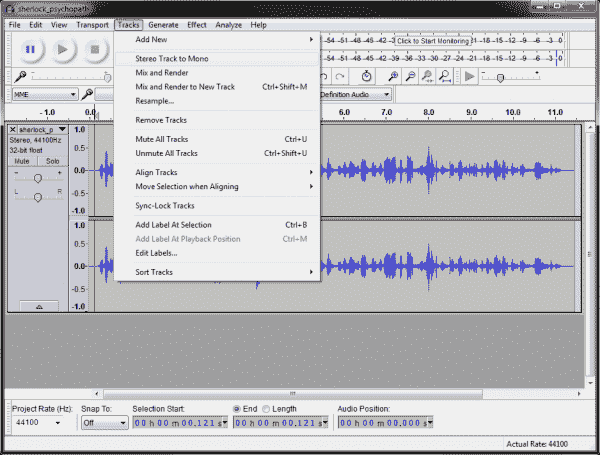 sherlock_psychopath
File Edit View Transport Tracks Generate Effect Analyze Help
Add New
Stereo Track to Mono
Mix and Render
Mix and Render to New Track Ctrl+Shift+M
Resample...
Remove Tracks
Mute All Tracks Ctrl+U
Unmute All Tracks Ctrl+Shift+U
Align Tracks
Move Selection when Aligning
Sync-Lock Tracks
Add Label At Selection Ctrl+B
Add Label At Playback Position Ctrl+M
Edit Labels...
Sort Tracks
-54 -51 -4 Click to Start Monitoring -18 -15 -12 -9 -6 -3 0
-54 -51 -48 -45 -42 -39 -36 -33 -30 -27 -24 -21 -18 -15 -12 -9 -6 -3 0
MME
Definition Audio
-1.0
6.0 7.0 8.0 9.0 10.0 11.0
sherlock_p
Stereo, 44100Hz
32-bit float
Mute Solo
- +
L R
1.0
0.5
0.0
-0.5
-1.0
1.0
0.5
0.0
-0.5
-1.0
Project Rate (Hz):
44100
Snap To:
Off
Selection Start:
00 h 00 m 00.121 s
End Length
00 h 00 m 00.121 s
Audio Position:
00 h 00 m 00.000 s
Actual Rate: 44100